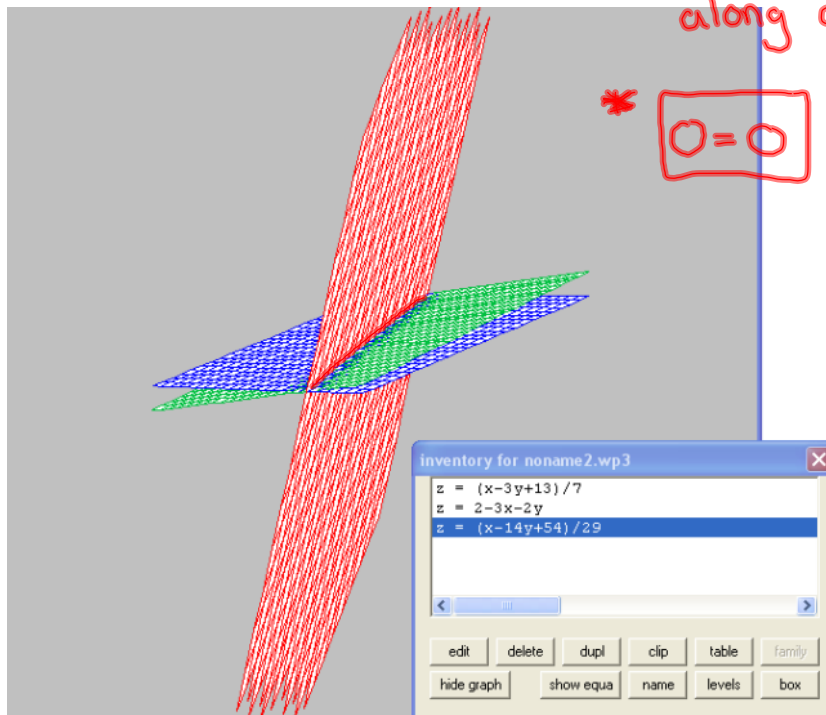 along
* 0=0
inventory for noname2.wp3
z = (x-3y+13)/7
z = 2-3x-2y
z = (x-14y+54)/29
edit delete dupl clip table family
hide graph show equa name levels box